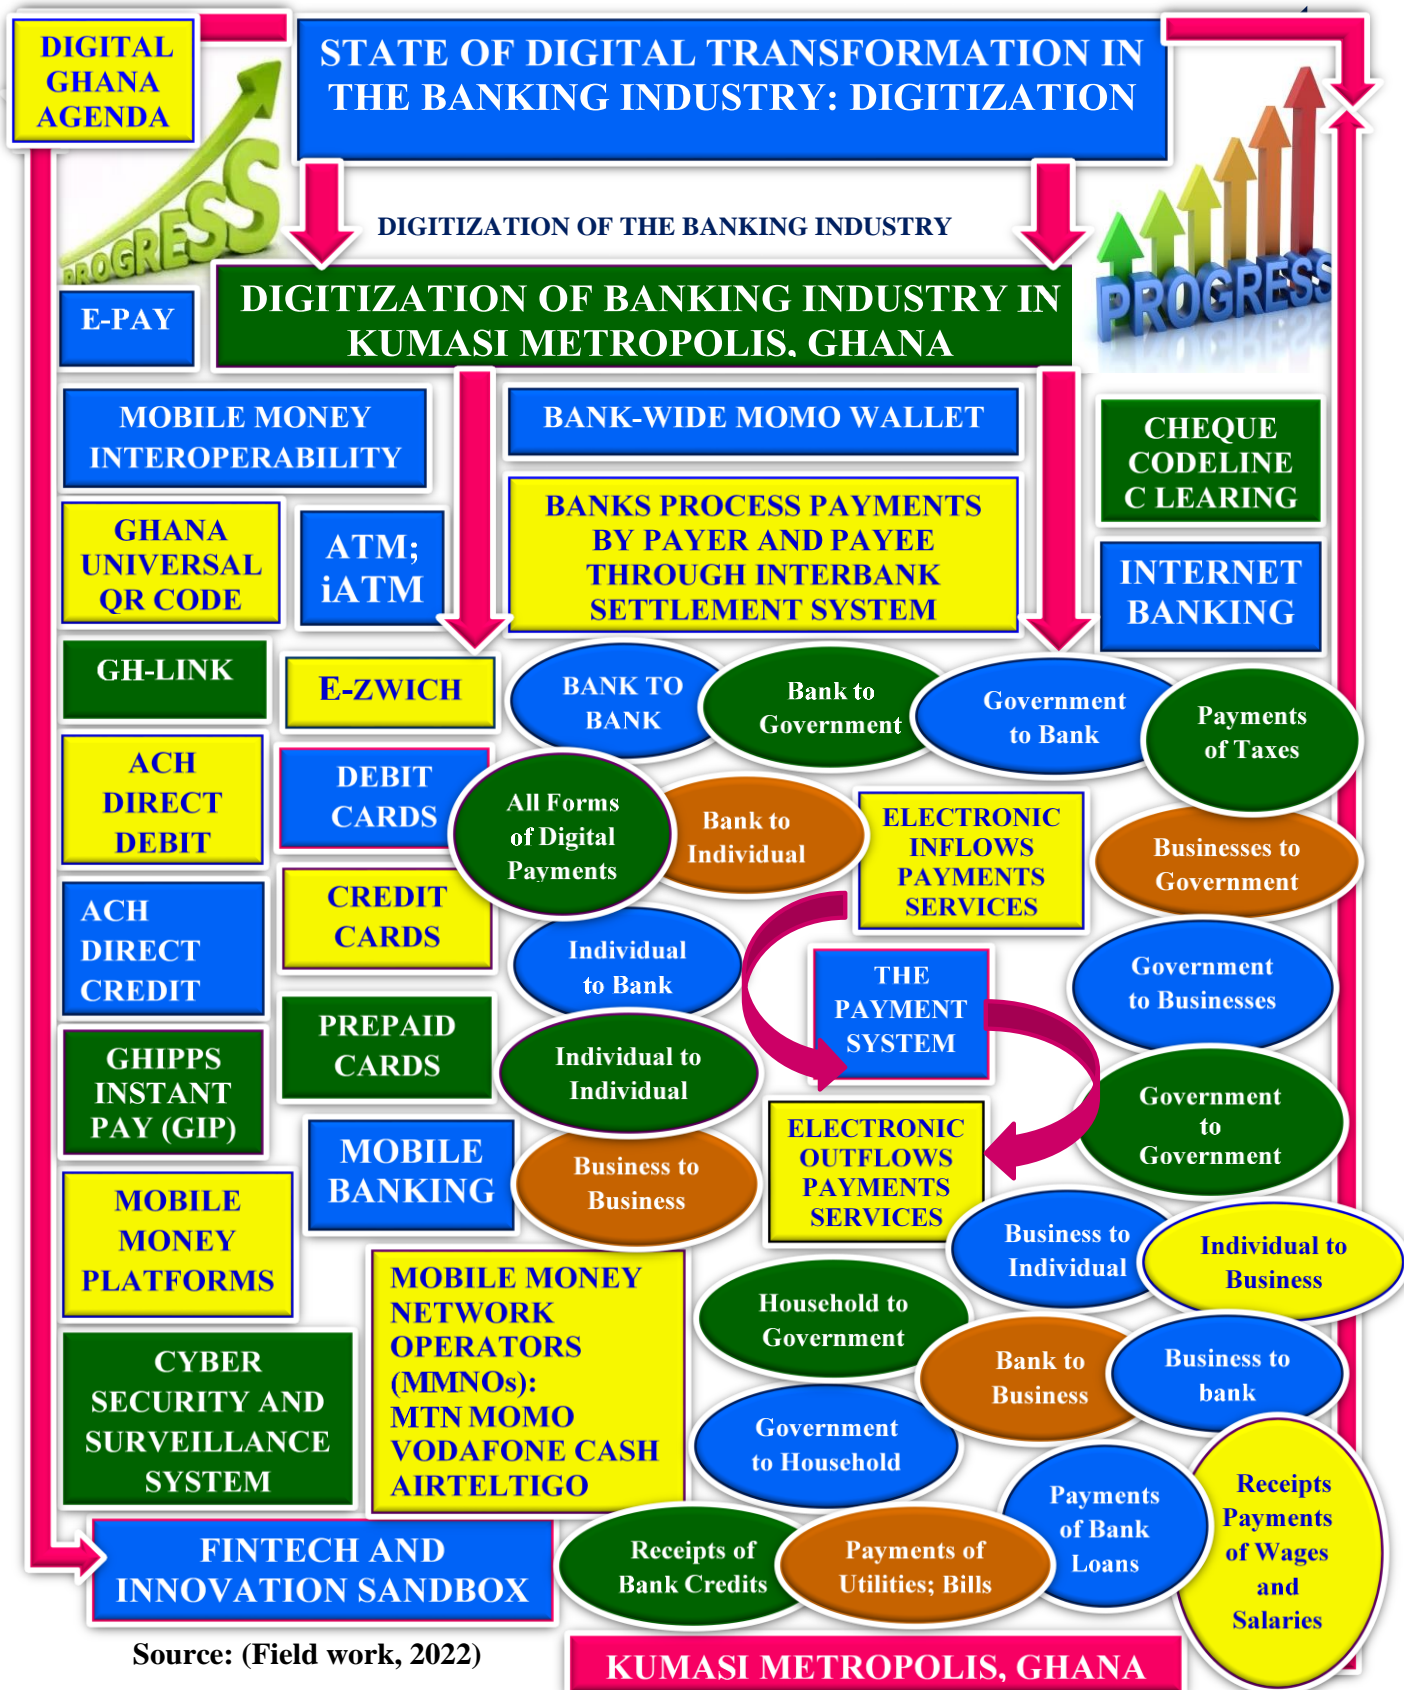 DIGITAL
GHANA
AGENDA
STATE OF DIGITAL TRANSFORMATION IN
THE BANKING INDUSTRY: DIGITIZATION
PROGRESS
DIGITIZATION OF THE BANKING INDUSTRY
PROGRESS
E-PAY
DIGITIZATION OF BANKING INDUSTRY IN
KUMASI METROPOLIS, GHANA
MOBILE MONEY
INTEROPERABILITY
BANK-WIDE MOMO WALLET
CHEQUE
CODELINE
C LEARING
GHANA
UNIVERSAL
QR CODE
ATM;
iATM
BANKS PROCESS PAYMENTS
BY PAYER AND PAYEE
THROUGH INTERBANK
SETTLEMENT SYSTEM
INTERNET
BANKING
GH-LINK
E-ZWICH
BANK TO
BANK
Bank to
Government
Government
to Bank
Payments
of Taxes
ACH
DIRECT
DEBIT
DEBIT
CARDS
All Forms
of Digital
Payments
Bank to
Individual
ELECTRONIC
INFLOWS
PAYMENTS
SERVICES
Businesses to
Government
ACH
DIRECT
CREDIT
CREDIT
CARDS
Individual
to Bank
THE
PAYMENT
SYSTEM
Government
to Businesses
GHIPPS
INSTANT
PAY (GIP)
PREPAID
CARDS
Individual to
Individual
Government
to
Government
MOBILE
BANKING
Business to
Business
ELECTRONIC
OUTFLOWS
PAYMENTS
SERVICES
MOBILE
MONEY
PLATFORMS
Business to
Individual
Individual to
Business
MOBILE MONEY
NETWORK
OPERATORS
(MMNOs):
MTN MOMO
VODAFONE CASH
AIRTELTIGO
Household to
Government
Bank to
Business
Business to
bank
CYBER
SECURITY AND
SURVEILLANCE
SYSTEM
Government
to Household
Payments
of Bank
Loans
Receipts
Payments
of Wages
and
Salaries
FINTECH AND
INNOVATION SANDBOX
Receipts of
Bank Credits
Payments of
Utilities; Bills
Source: (Field work, 2022)
KUMASI METROPOLIS, GHANA